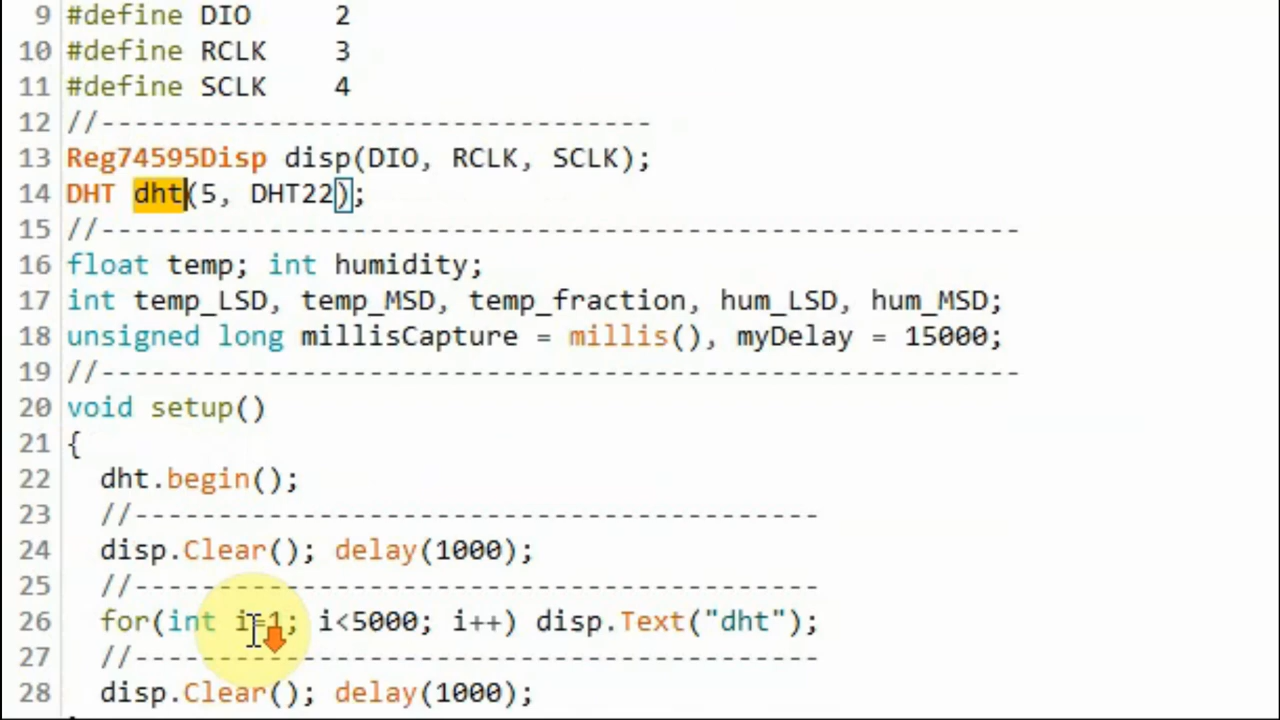 9 #define DIO    2
10 #define RCLK    3
11 #define SCLK    4
12 //---------------------------------
13 Reg74595Disp disp(DIO, RCLK, SCLK);
14 DHT dht(5, DHT22);
15 //-------------------------------------------------------
16 float temp; int humidity;
17 int temp_LSD, temp_MSD, temp_fraction, hum_LSD, hum_MSD;
18 unsigned long millisCapture = millis(), myDelay = 15000;
19 //-------------------------------------------------------
20 void setup()
21 {
22   dht.begin();
23   //-----------------------------------------
24   disp.Clear(); delay(1000);
25   //-----------------------------------------
26   for(int i=1; i<5000; i++) disp.Text("dht");
27   //-----------------------------------------
28   disp.Clear(); delay(1000);